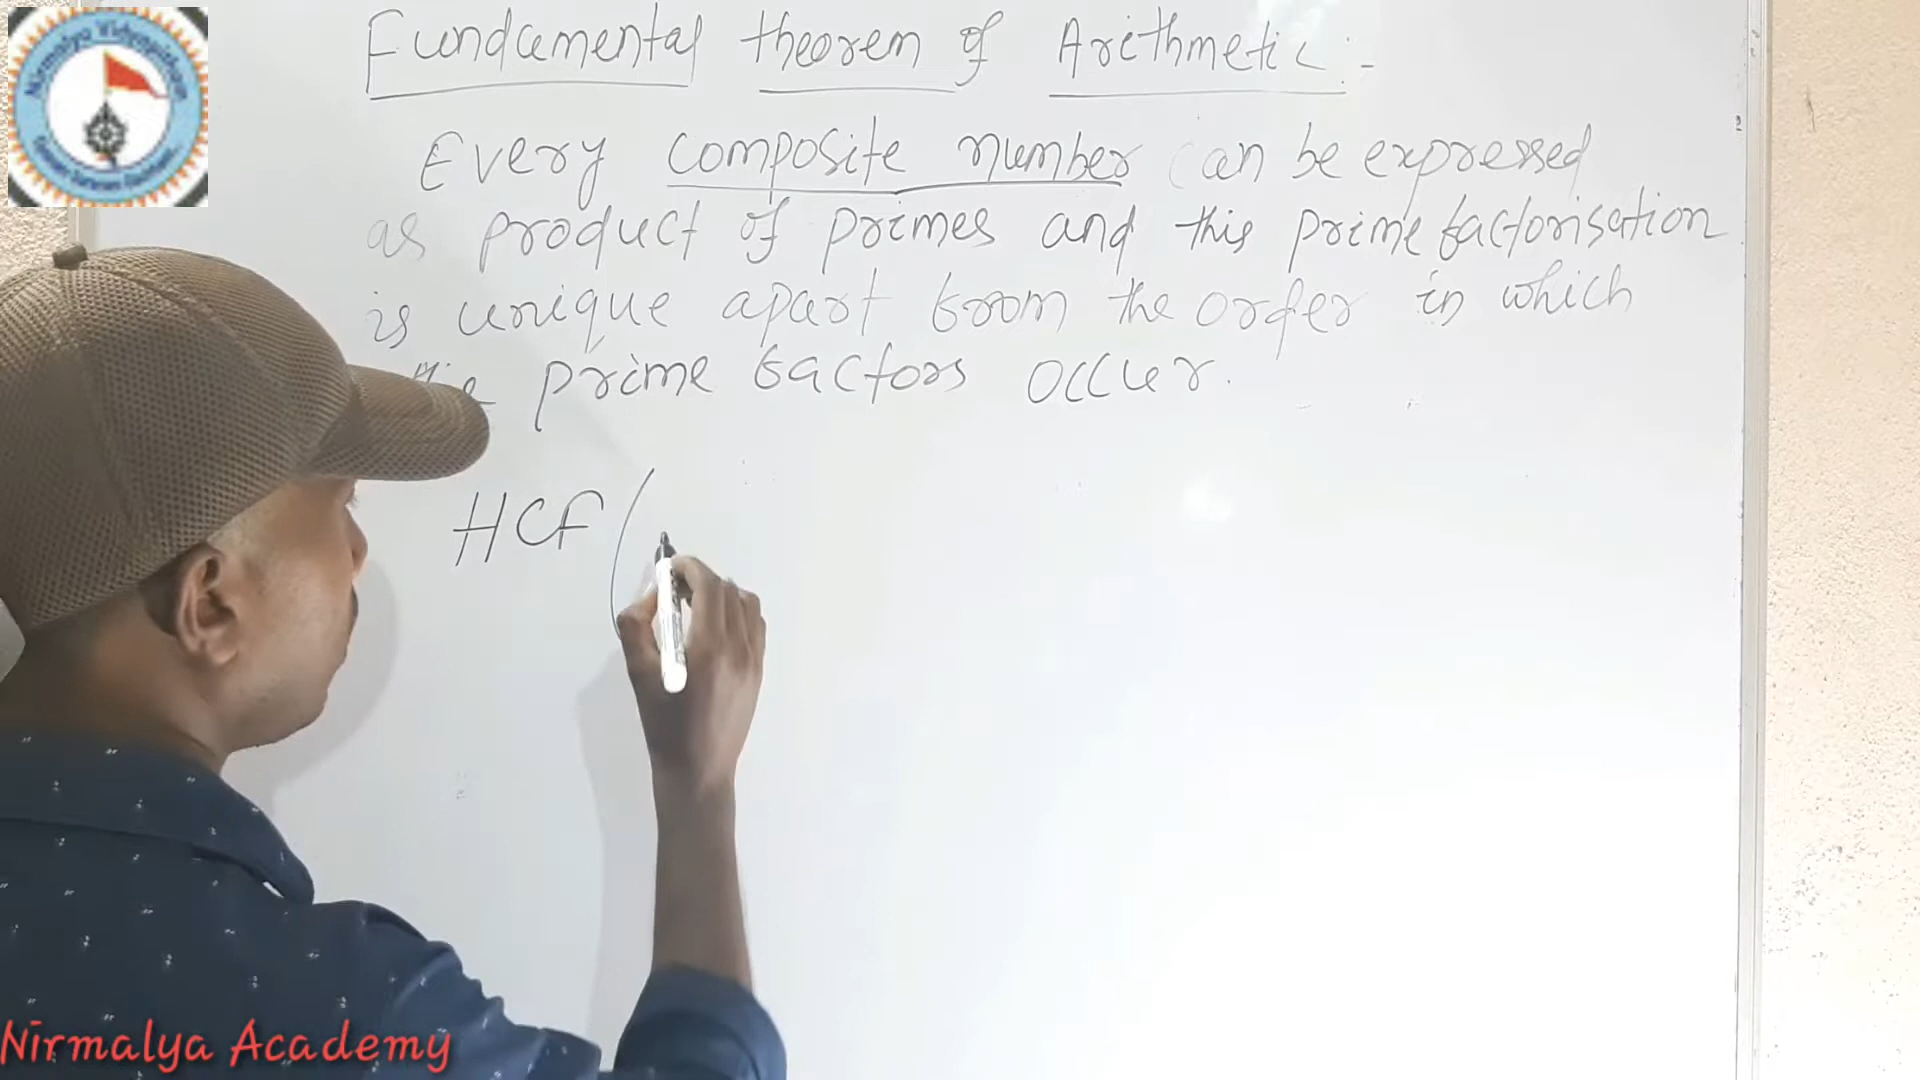 Fundamental theorem of Arithmetic :-
Every composite number can be expressed
as product of primes and this prime factorisation
is unique apart from the order in which
prime factors occur.
HCF (
Nirmalya Academy